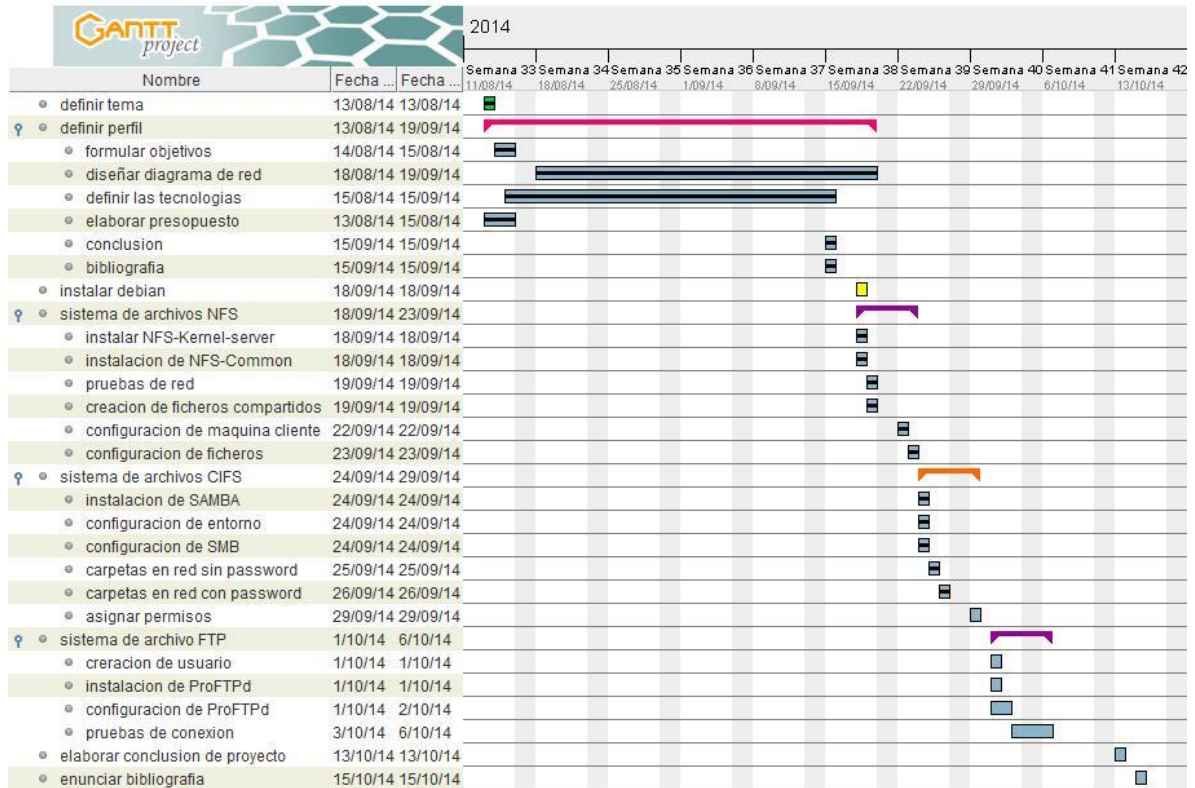 GANTT
project
2014
Nombre Fecha ... Fecha ...
Semana 33 Semana 34 Semana 35 Semana 36 Semana 37 Semana 38 Semana 39 Semana 40 Semana 41 Semana 42
11/08/14 18/08/14 25/08/14 1/09/14 8/09/14 15/09/14 22/09/14 29/09/14 6/10/14 13/10/14
definir tema 13/08/14 13/08/14
definir perfil 13/08/14 19/09/14
formular objetivos 14/08/14 15/08/14
diseñar diagrama de red 18/08/14 19/09/14
definir las tecnologias 15/08/14 15/09/14
elaborar presopuesto 13/08/14 15/08/14
conclusion 15/09/14 15/09/14
bibliografia 15/09/14 15/09/14
instalar debian 18/09/14 18/09/14
sistema de archivos NFS 18/09/14 23/09/14
instalar NFS-Kernel-server 18/09/14 18/09/14
instalacion de NFS-Common 18/09/14 18/09/14
pruebas de red 19/09/14 19/09/14
creacion de ficheros compartidos 19/09/14 19/09/14
configuracion de maquina cliente 22/09/14 22/09/14
configuracion de ficheros 23/09/14 23/09/14
sistema de archivos CIFS 24/09/14 29/09/14
instalacion de SAMBA 24/09/14 24/09/14
configuracion de entorno 24/09/14 24/09/14
configuracion de SMB 24/09/14 24/09/14
carpetas en red sin password 25/09/14 25/09/14
carpetas en red con password 26/09/14 26/09/14
asignar permisos 29/09/14 29/09/14
sistema de archivo FTP 1/10/14 6/10/14
creracion de usuario 1/10/14 1/10/14
instalacion de ProFTPd 1/10/14 1/10/14
configuracion de ProFTPd 1/10/14 2/10/14
pruebas de conexion 3/10/14 6/10/14
elaborar conclusion de proyecto 13/10/14 13/10/14
enunciar bibliografia 15/10/14 15/10/14